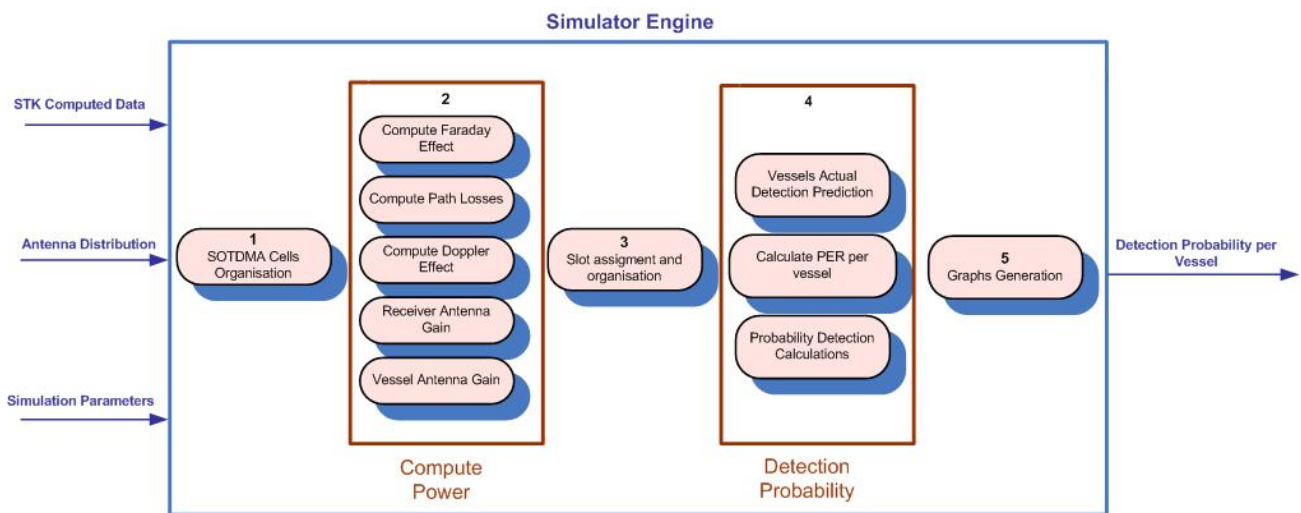 Simulator Engine
STK Computed Data
Antenna Distribution
Simulation Parameters
1
SOTDMA Cells
Organisation
2
Compute Faraday
Effect
Compute Path Losses
Compute Doppler
Effect
Receiver Antenna
Gain
Vessel Antenna Gain
Compute
Power
3
Slot assigment and
organisation
4
Vessels Actual
Detection Prediction
Calculate PER per
vessel
Probability Detection
Calculations
Detection
Probability
5
Graphs Generation
Detection Probability per
Vessel